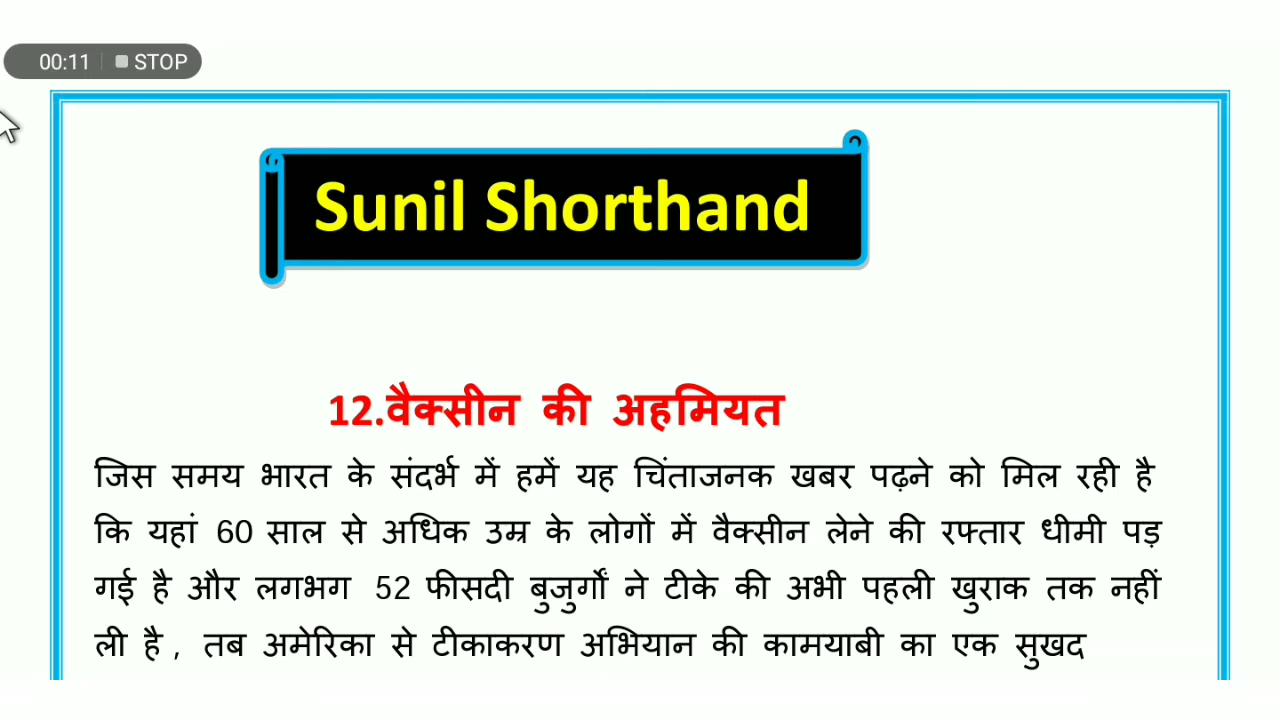 00:11 STOP
Sunil Shorthand
12.वैक्सीन की अहमियत
जिस समय भारत के संदर्भ में हमें यह चिंताजनक खबर पढ़ने को मिल रही है
कि यहां 60 साल से अधिक उम्र के लोगों में वैक्सीन लेने की रफ्तार धीमी पड़
गई है और लगभग 52 फीसदी बुजुर्गों ने टीके की अभी पहली खुराक तक नहीं
ली है , तब अमेरिका से टीकाकरण अभियान की कामयाबी का एक सुखद